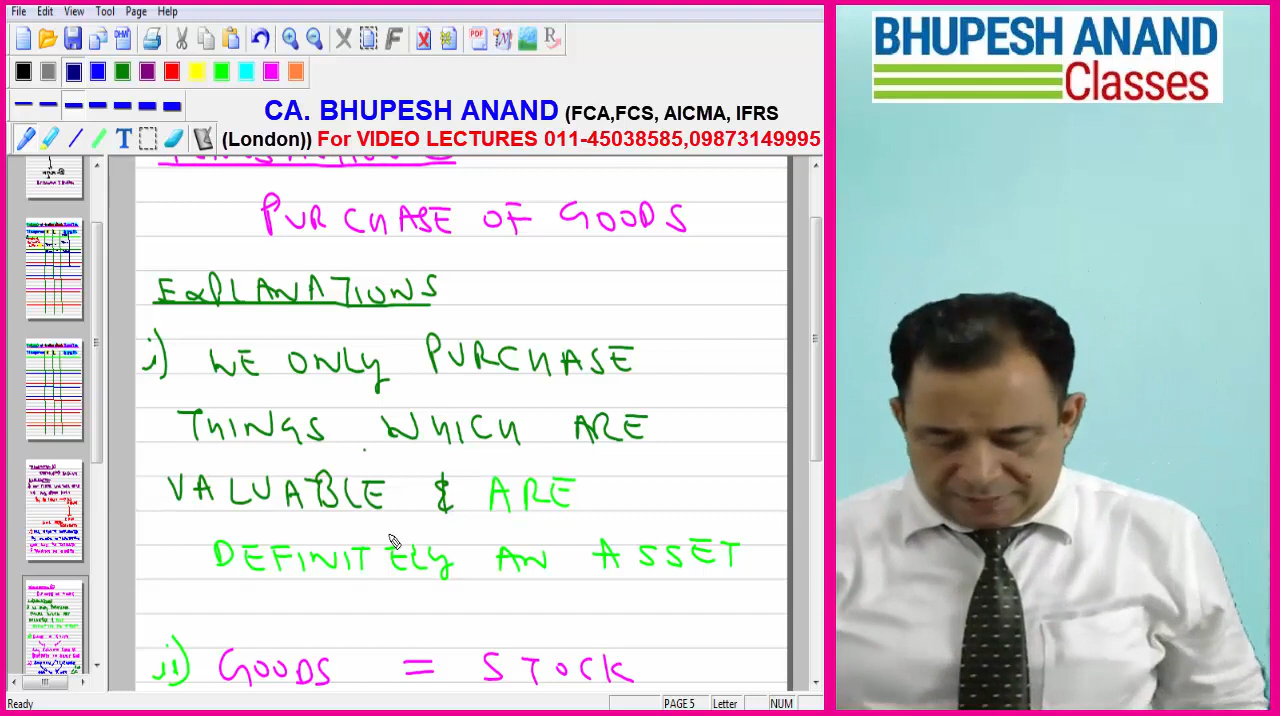 File Edit View Tool Page Help
BHUPESH ANAND
Classes
CA. BHUPESH ANAND (FCA,FCS, AICMA, IFRS
(London)) For VIDEO LECTURES 011-45038585,09873149995
PURCHASE OF GOODS
EXPLANATIONS
i) WE ONLY PURCHASE
THINGS WHICH ARE
VALUABLE & ARE
DEFINITELY AN ASSET
ii) GOODS = STOCK
Ready PAGE 5 Letter NUM